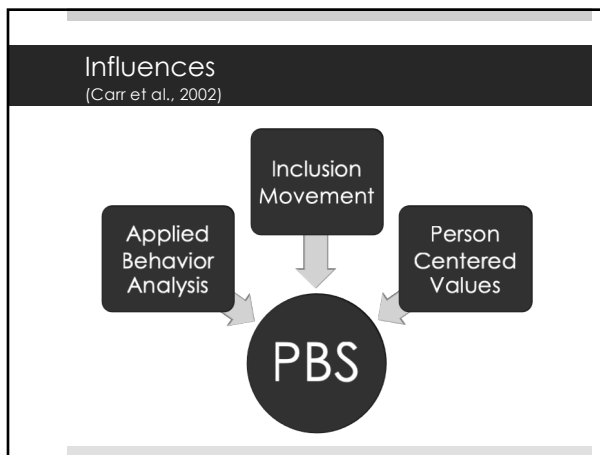 Influences
(Carr et al., 2002)
Inclusion
Movement
Applied
Behavior
Analysis
Person
Centered
Values
PBS